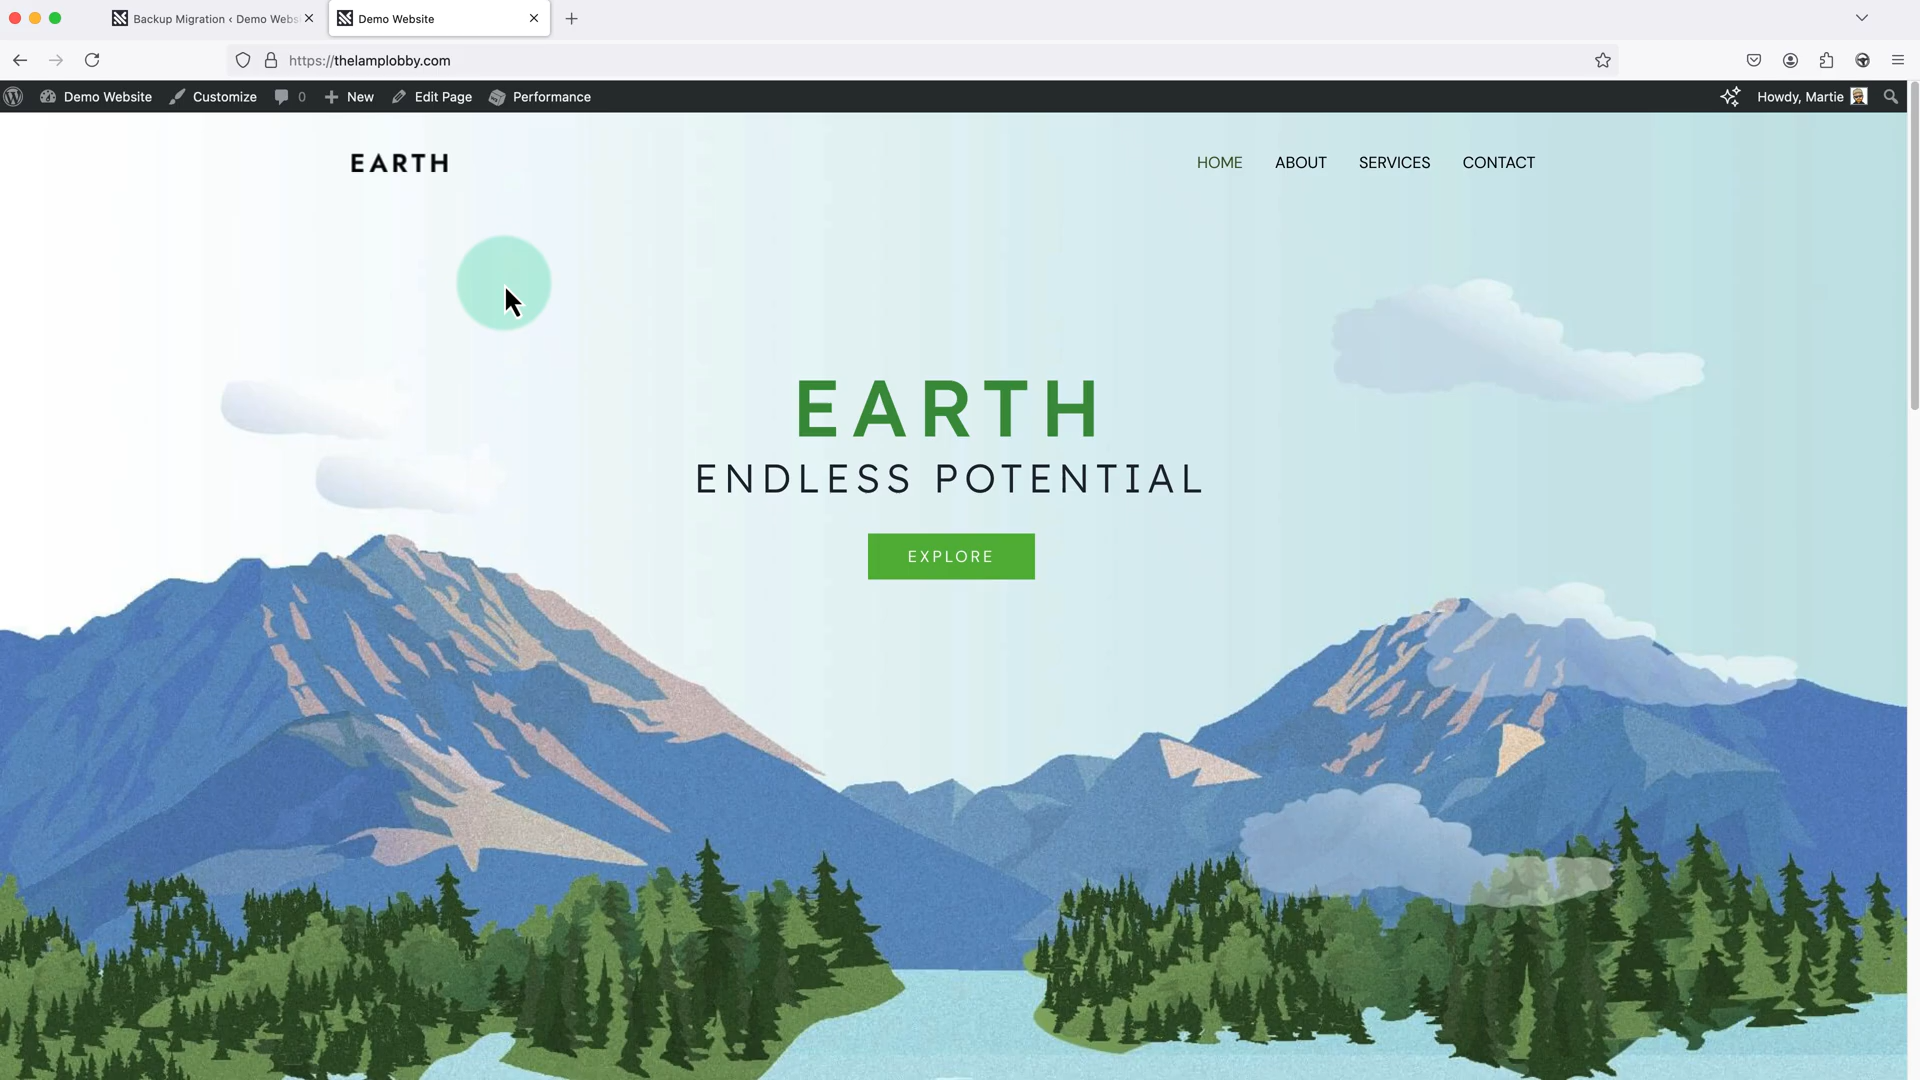 Backup Migration ‹ Demo Webs
Demo Website
https://thelamplobby.com
Demo Website Customize 0 New Edit Page Performance Howdy, Martie
EARTH HOME ABOUT SERVICES CONTACT
EARTH
ENDLESS POTENTIAL
EXPLORE